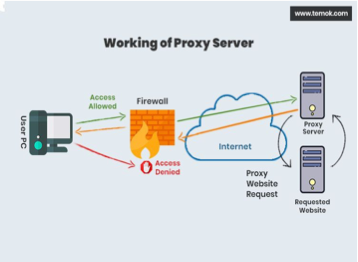 www.temok.com
Working of Proxy Server
Access
Allowed
Firewall
User PC
Access
Denied
Internet
Proxy
Server
Proxy
Website
Request
Requested
Website